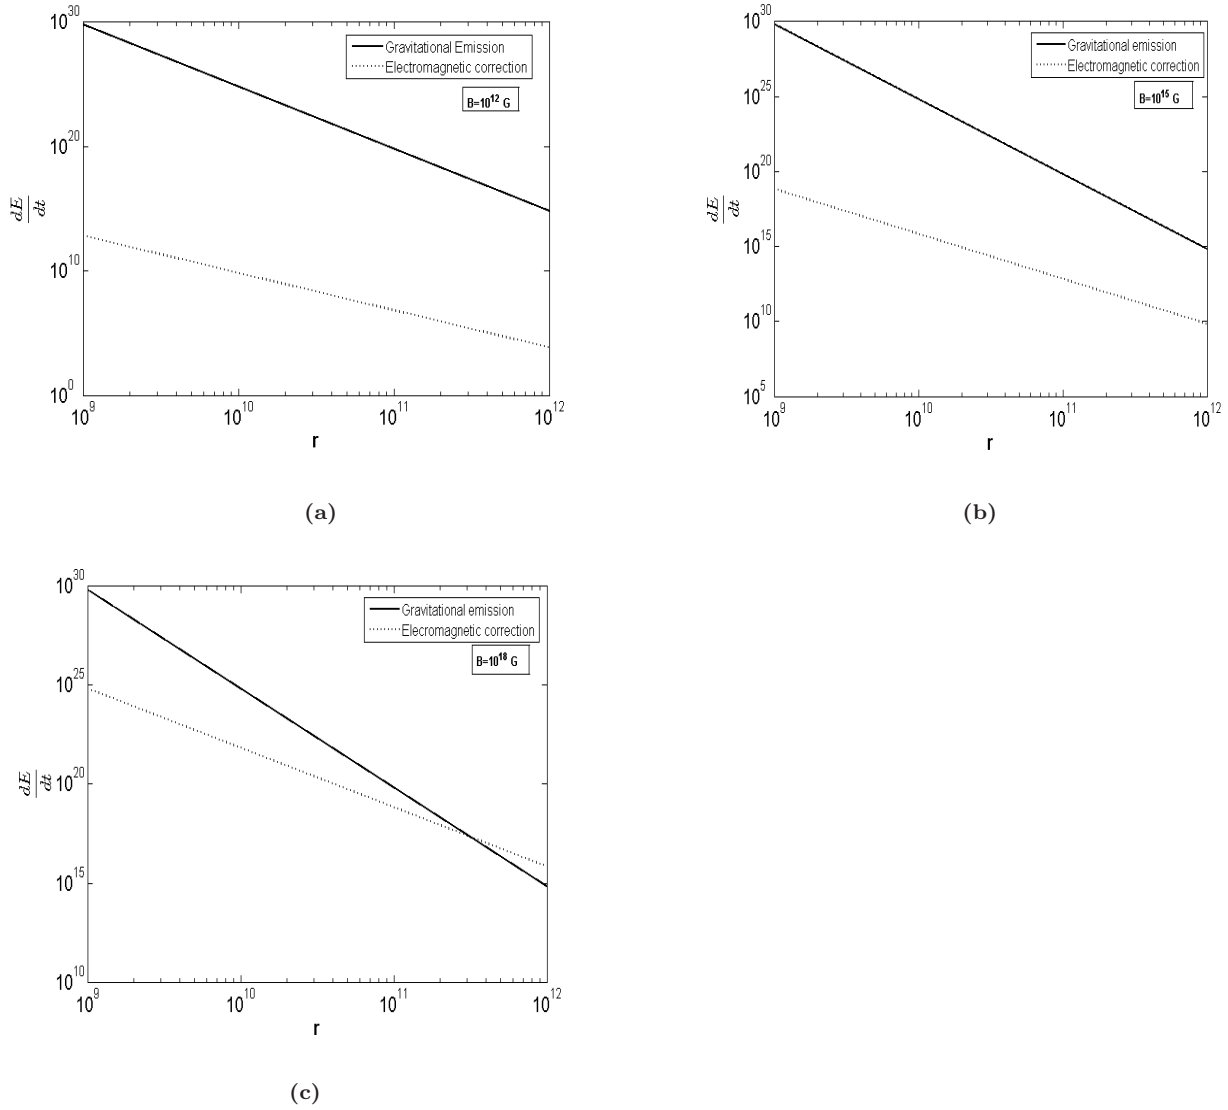 (a)
10^30
10^20
10^10
10^0
dE
dt
10^9 10^10 10^11 10^12
r
Gravitational Emission
Electromagnetic correction
B=10^12 G
(a)
(b)
10^30
10^25
10^20
10^15
10^10
10^5
dE
dt
10^9 10^10 10^11 10^12
r
Gravitational emission
Electromagnetic correction
B=10^15 G
(b)
10^30
10^25
10^20
10^15
10^10
dE
dt
10^9 10^10 10^11 10^12
r
Gravitational emission
Elecromagnetic correction
B=10^18 G
(c)